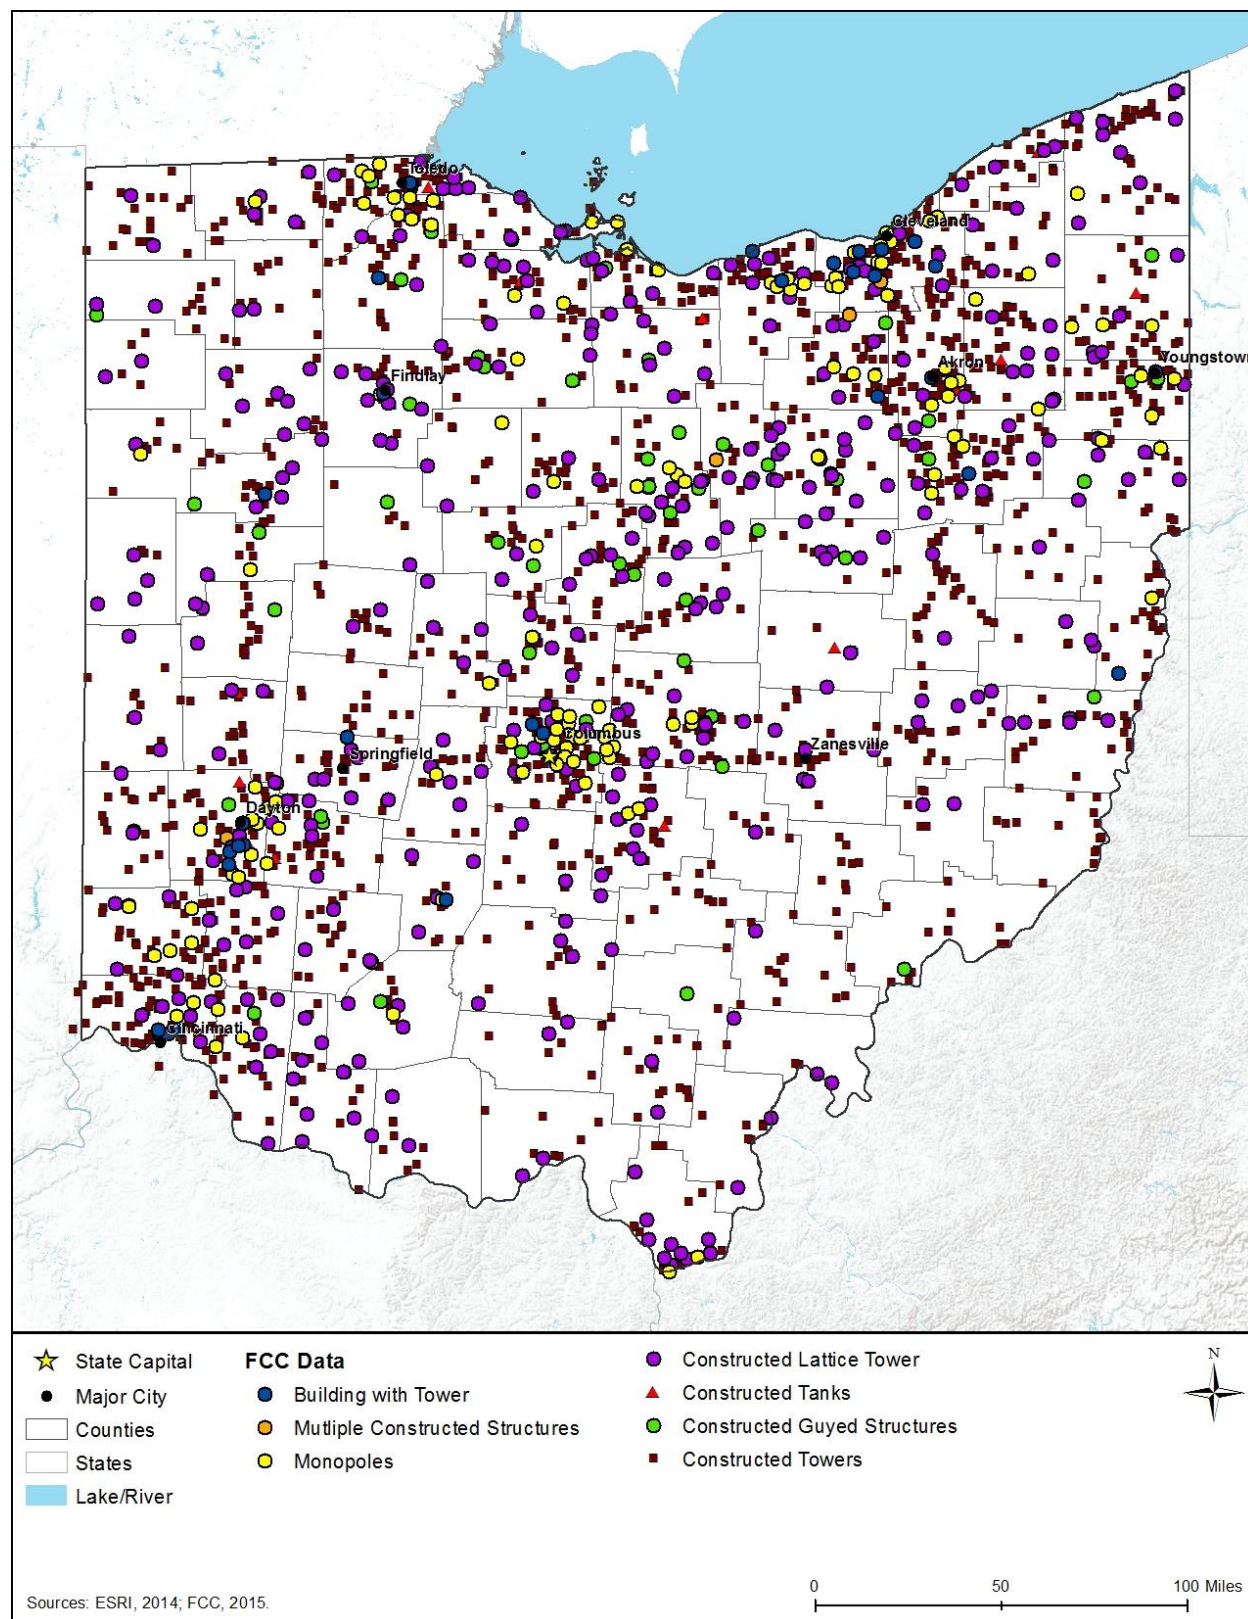 Toledo
Cleveland
Akron
Youngstown
Findlay
Columbus
Zanesville
Springfield
Dayton
Cincinnati
State Capital
Major City
Counties
States
Lake/River
FCC Data
Building with Tower
Mutliple Constructed Structures
Monopoles
Constructed Lattice Tower
Constructed Tanks
Constructed Guyed Structures
Constructed Towers
N
0 50 100 Miles
Sources: ESRI, 2014; FCC, 2015.